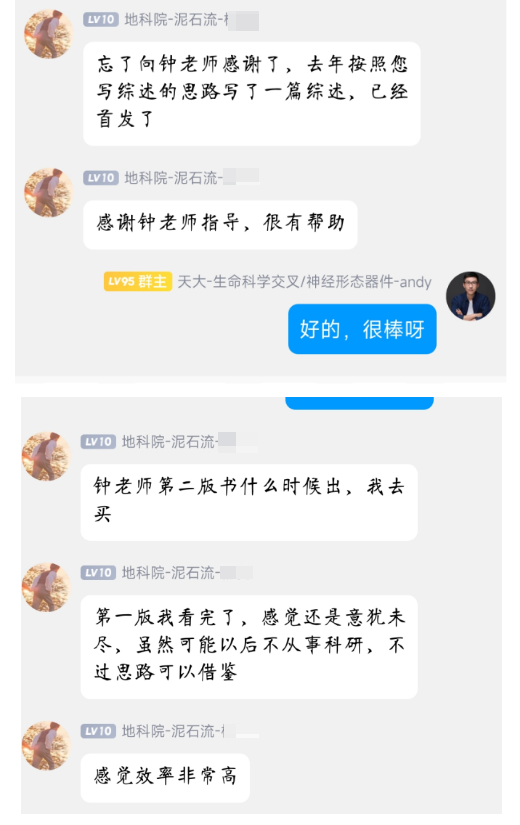 LV10 地科院-泥石流-
忘了向钟老师感谢了，去年按照您
写综述的思路写了一篇综述，已经
首发了
LV10 地科院-泥石流-
感谢钟老师指导，很有帮助
LV95 群主 天大-生命科学交叉/神经形态器件-andy
好的，很棒呀
LV10 地科院-泥石流-
钟老师第二版书什么时候出，我去
买
LV10 地科院-泥石流-
第一版我看完了，感觉还是意犹未
尽，虽然可能以后不从事科研，不
过思路可以借鉴
LV10 地科院-泥石流-
感觉效率非常高